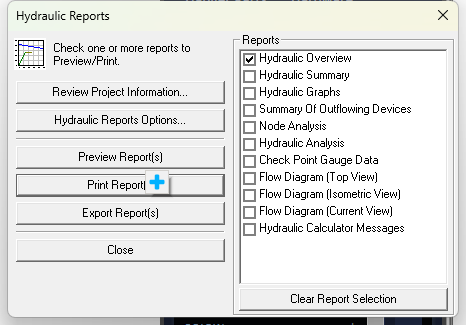 Hydraulic Reports
Check one or more reports to
Preview/Print.
Review Project Information...
Hydraulic Reports Options...
Preview Report(s)
Print Report(
Export Report(s)
Close
Reports
Hydraulic Overview
Hydraulic Summary
Hydraulic Graphs
Summary Of Outflowing Devices
Node Analysis
Hydraulic Analysis
Check Point Gauge Data
Flow Diagram (Top View)
Flow Diagram (Isometric View)
Flow Diagram (Current View)
Hydraulic Calculator Messages
Clear Report Selection